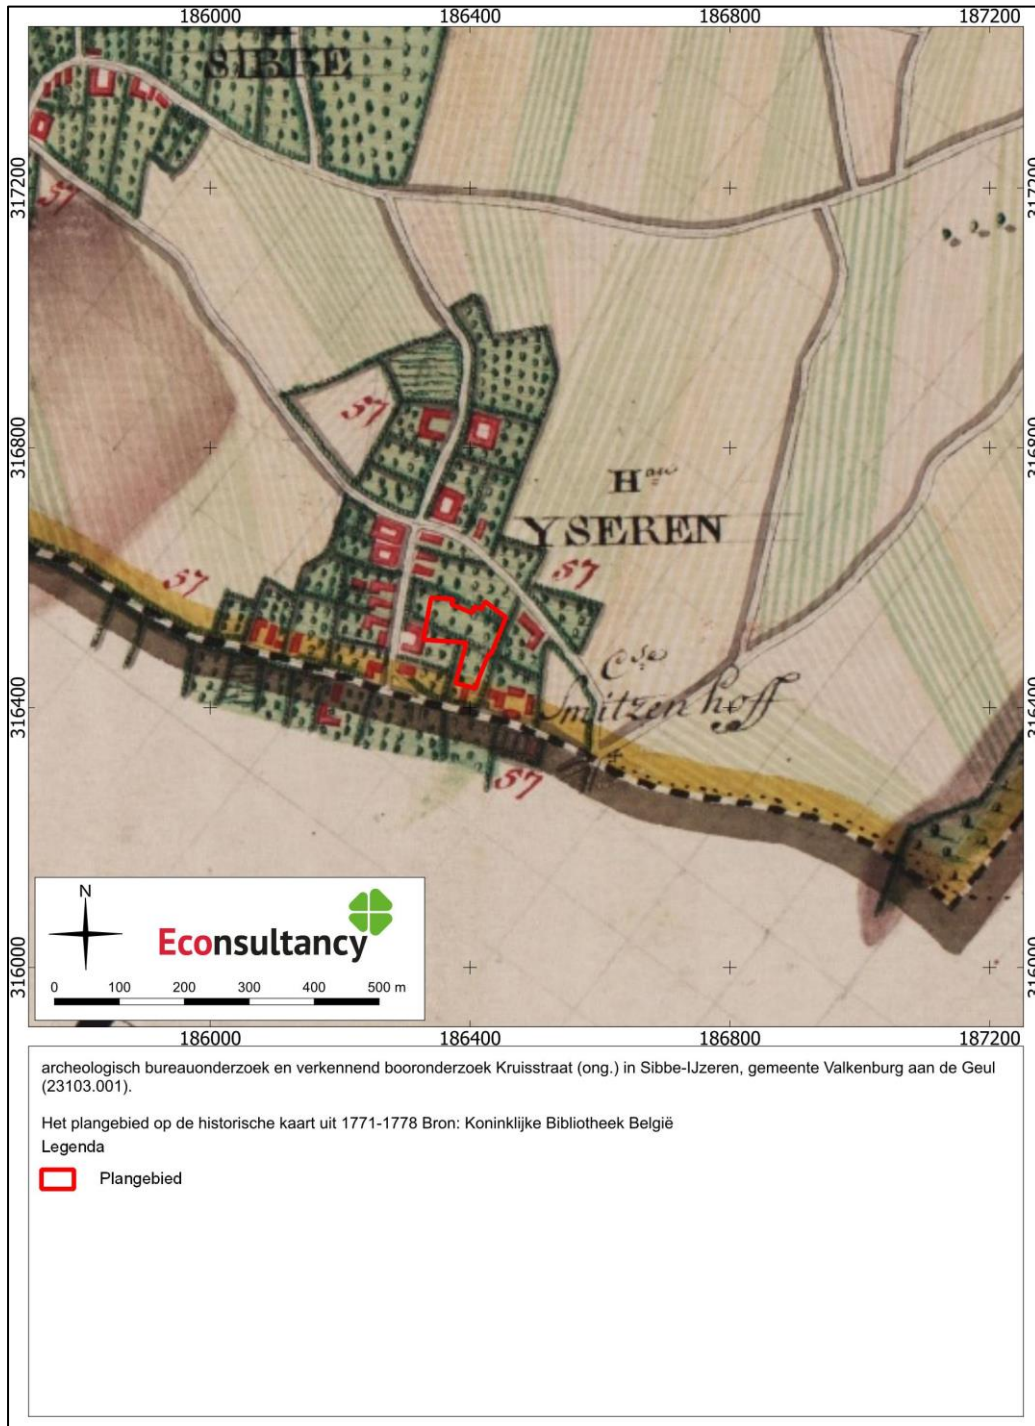 186000 186400 186800 187200
SIBBE
317200 317200
57
57
316800 316800
H
YSEREN
57
57
Cse
Smitzenhoff
316400 316400
57
N
Econsultancy
0 100 200 300 400 500 m
316000 316000
186000 186400 186800 187200
archeologisch bureauonderzoek en verkennend booronderzoek Kruisstraat (ong.) in Sibbe-IJzeren, gemeente Valkenburg aan de Geul
(23103.001).
Het plangebied op de historische kaart uit 1771-1778 Bron: Koninklijke Bibliotheek België
Legenda
Plangebied